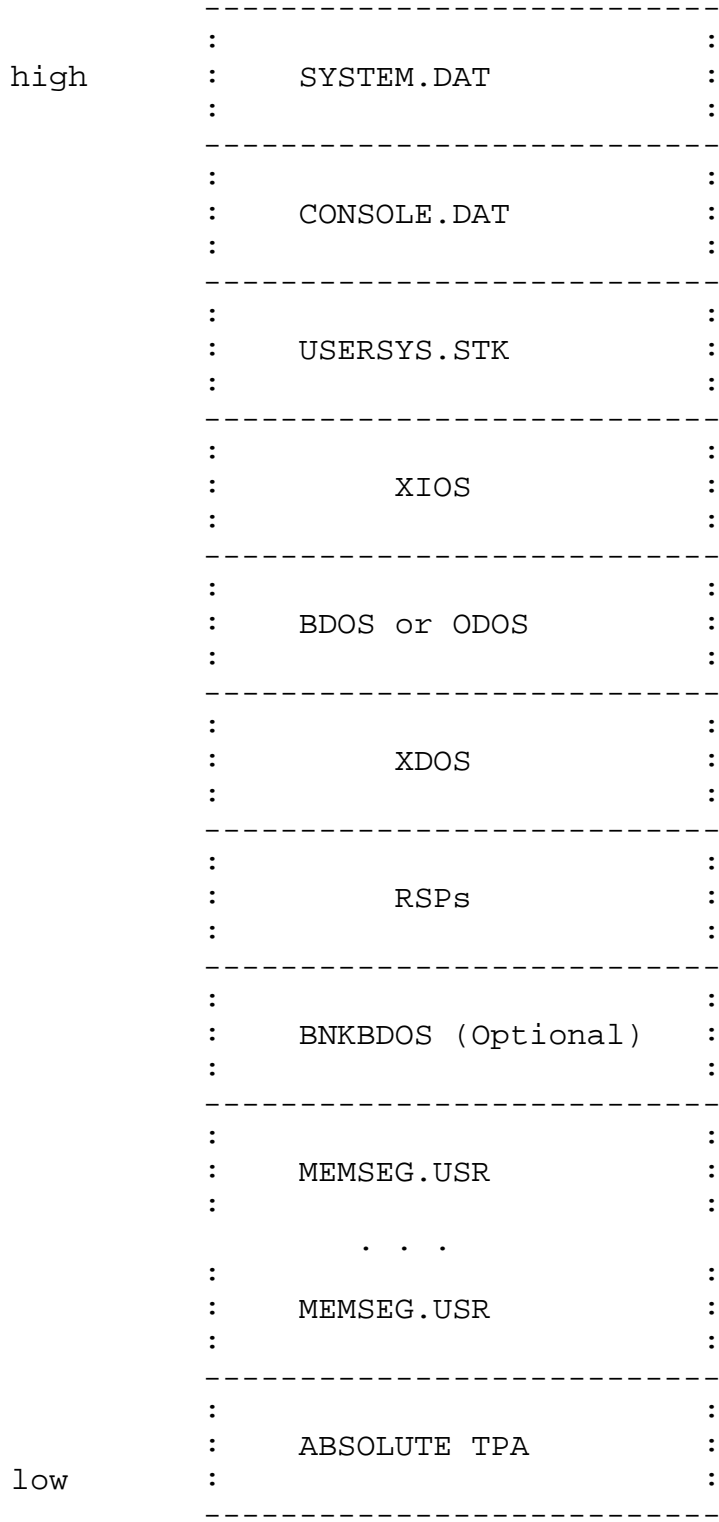 ---------------------------
: :
high : SYSTEM.DAT :
: :
---------------------------
: :
: CONSOLE.DAT :
: :
---------------------------
: :
: USERSYS.STK :
: :
---------------------------
: :
: XIOS :
: :
---------------------------
: :
: BDOS or ODOS :
: :
---------------------------
: :
: XDOS :
: :
---------------------------
: :
: RSPs :
: :
---------------------------
: :
: BNKBDOS (Optional) :
: :
---------------------------
: :
: MEMSEG.USR :
: :
. . .
: :
: MEMSEG.USR :
: :
---------------------------
: :
: ABSOLUTE TPA :
low : :
---------------------------